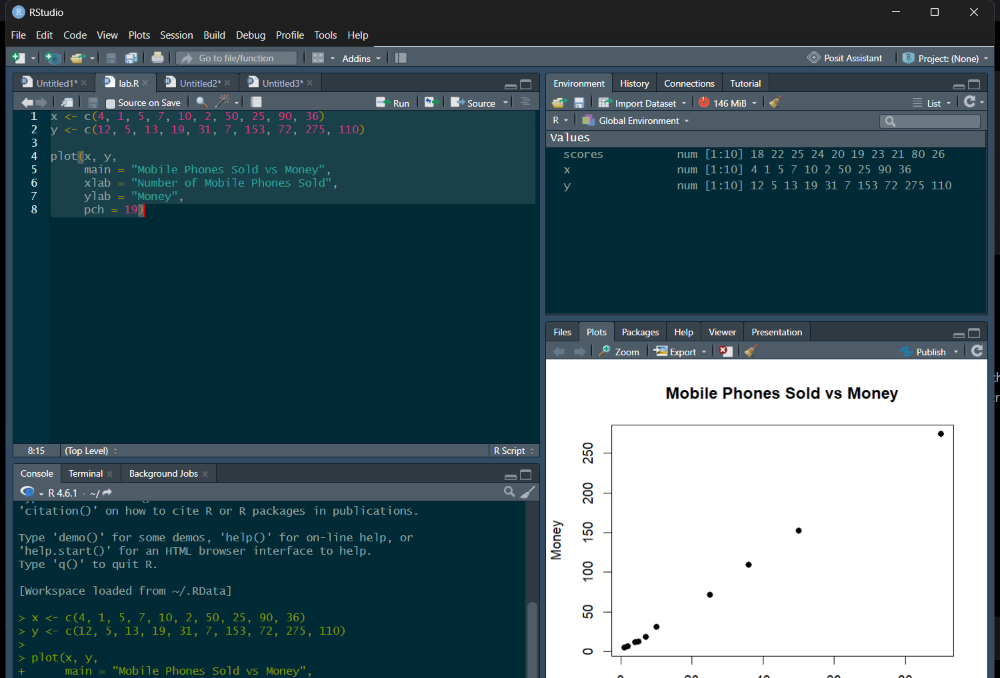 RStudio
File Edit Code View Plots Session Build Debug Profile Tools Help
Go to file/function Addins Posit Assistant Project: (None)
Untitled1* lab.R Untitled2* Untitled3*
Source on Save Run Source
1 x <- c(4, 1, 5, 7, 10, 2, 50, 25, 90, 36)
2 y <- c(12, 5, 13, 19, 31, 7, 153, 72, 275, 110)
3
4 plot(x, y,
5 main = "Mobile Phones Sold vs Money",
6 xlab = "Number of Mobile Phones Sold",
7 ylab = "Money",
8 pch = 19)
8:15 (Top Level) R Script
Console Terminal Background Jobs
R 4.6.1 · ~/
'citation()' on how to cite R or R packages in publications.
Type 'demo()' for some demos, 'help()' for on-line help, or
'help.start()' for an HTML browser interface to help.
Type 'q()' to quit R.
[Workspace loaded from ~/.RData]
> x <- c(4, 1, 5, 7, 10, 2, 50, 25, 90, 36)
> y <- c(12, 5, 13, 19, 31, 7, 153, 72, 275, 110)
>
> plot(x, y,
+ main = "Mobile Phones Sold vs Money",
Environment History Connections Tutorial
Import Dataset 146 MiB List
R Global Environment
Values
scores num [1:10] 18 22 25 24 20 19 23 21 80 26
x num [1:10] 4 1 5 7 10 2 50 25 90 36
y num [1:10] 12 5 13 19 31 7 153 72 275 110
Files Plots Packages Help Viewer Presentation
Zoom Export Publish
Mobile Phones Sold vs Money
Money
250
200
150
100
50
0
0 20 40 60 80